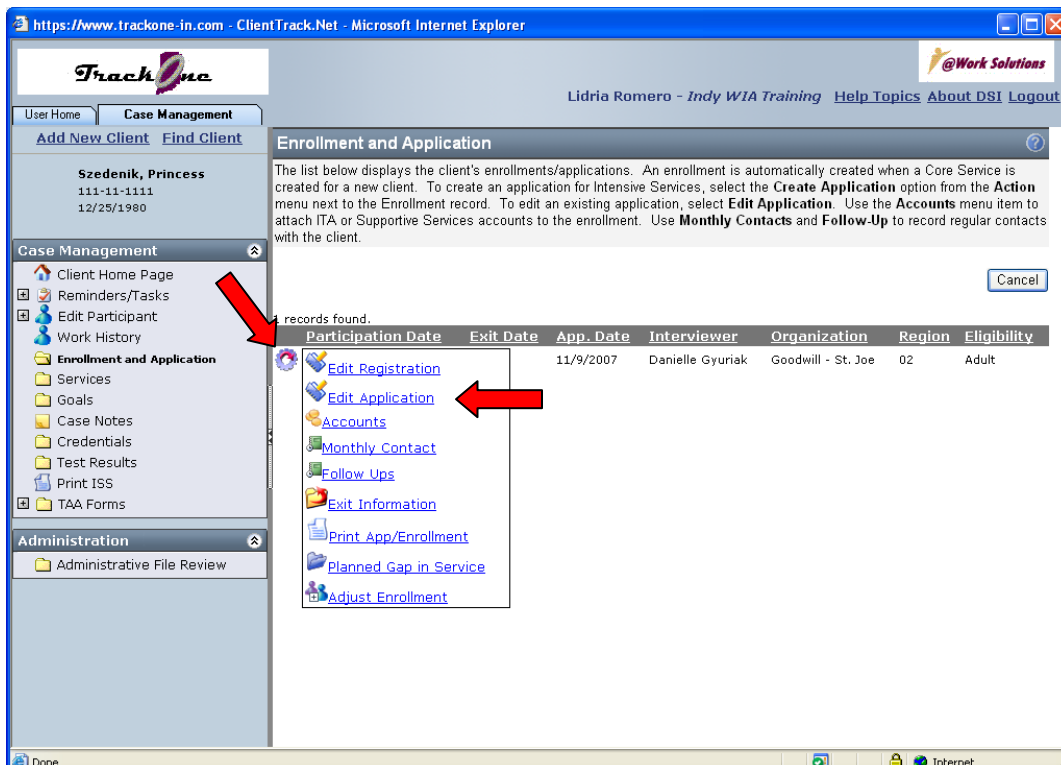 https://www.trackone-in.com - ClientTrack.Net - Microsoft Internet Explorer
TrackOne
@Work Solutions
Lidria Romero - Indy WIA Training Help Topics About DSI Logout
User Home Case Management
Add New Client Find Client
Szedenik, Princess
111-11-1111
12/25/1980
Case Management
Client Home Page
Reminders/Tasks
Edit Participant
Work History
Enrollment and Application
Services
Goals
Case Notes
Credentials
Test Results
Print ISS
TAA Forms
Administration
Administrative File Review
Enrollment and Application
The list below displays the client's enrollments/applications. An enrollment is automatically created when a Core Service is
created for a new client. To create an application for Intensive Services, select the Create Application option from the Action
menu next to the Enrollment record. To edit an existing application, select Edit Application. Use the Accounts menu item to
attach ITA or Supportive Services accounts to the enrollment. Use Monthly Contacts and Follow-Up to record regular contacts
with the client.
Cancel
1 records found.
Participation Date Exit Date App. Date Interviewer Organization Region Eligibility
11/9/2007 Danielle Gyuriak Goodwill - St. Joe 02 Adult
Edit Registration
Edit Application
Accounts
Monthly Contact
Follow Ups
Exit Information
Print App/Enrollment
Planned Gap in Service
Adjust Enrollment
Done Internet